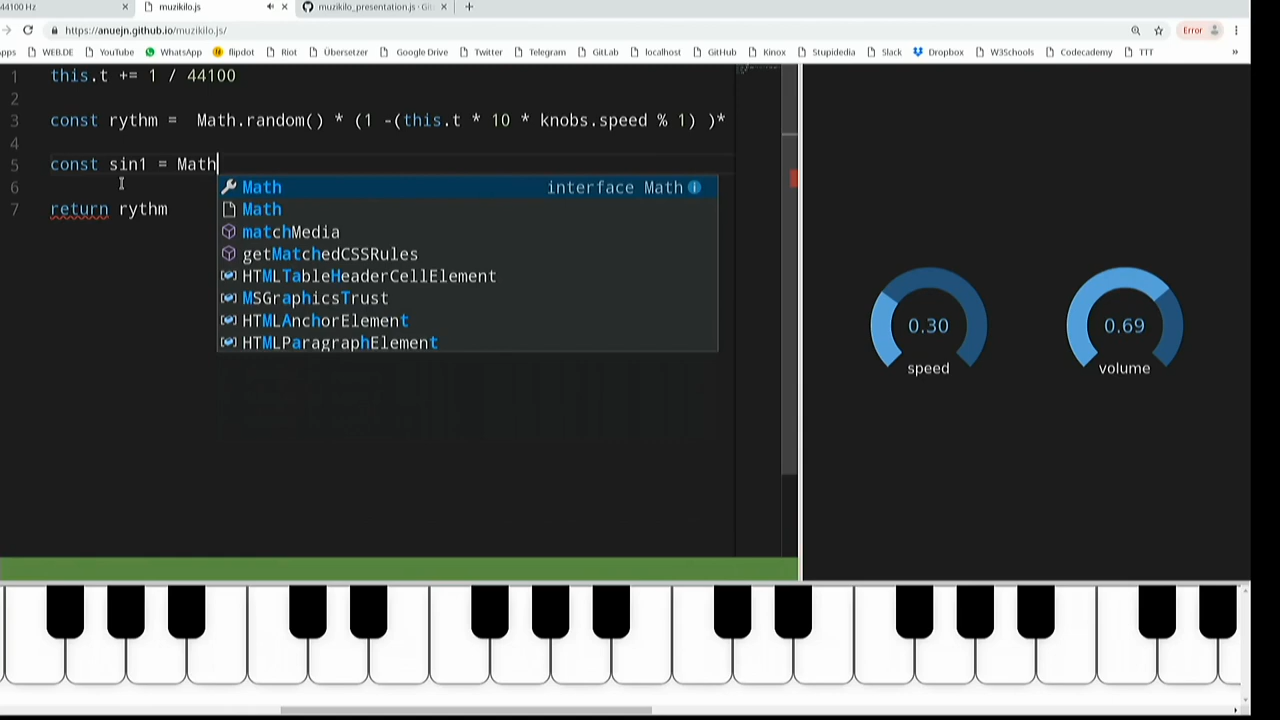 44100 Hz
muzikilo.js
muzikilo_presentation.js · Git
https://anuejn.github.io/muzikilo.js/
Error
pps WEB.DE YouTube WhatsApp flipdot Riot Übersetzer Google Drive Twitter Telegram GitLab localhost GitHub Kinox Stupidedia Slack Dropbox W3Schools Codecademy TTT »
1 this.t += 1 / 44100
2
3 const rythm =  Math.random() * (1 -(this.t * 10 * knobs.speed % 1) )*
4
5 const sin1 = Math
6
7 return rythm
Math interface Math
Math
matchMedia
getMatchedCSSRules
HTMLTableHeaderCellElement
MSGraphicsTrust
HTMLAnchorElement
HTMLParagraphElement
0.30
speed
0.69
volume